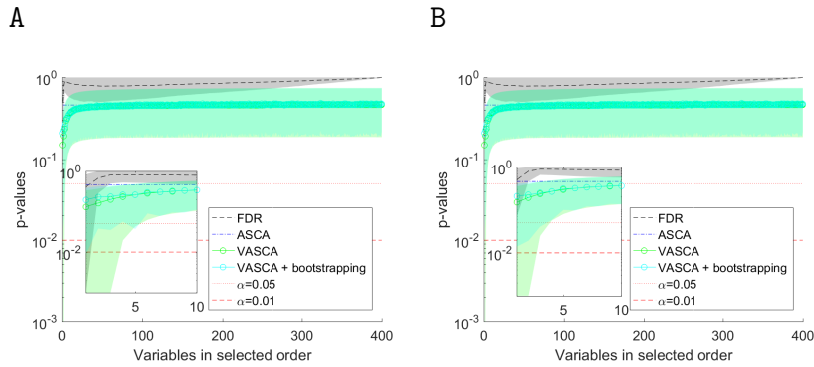 A
B
p-values
10^0
10^-1
10^-2
10^-3
0
100
200
300
400
Variables in selected order
10^0
10^-2
5
10
FDR
ASCA
VASCA
VASCA + bootstrapping
α=0.05
α=0.01
p-values
10^0
10^-1
10^-2
10^-3
0
100
200
300
400
Variables in selected order
10^0
10^-2
5
10
FDR
ASCA
VASCA
VASCA + bootstrapping
α=0.05
α=0.01